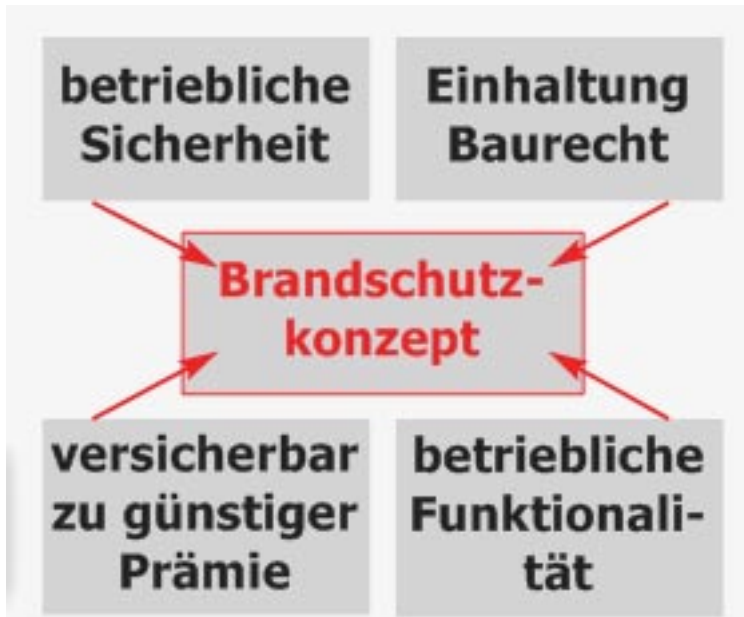 betriebliche
Sicherheit
Einhaltung
Baurecht
Brandschutz-
konzept
versicherbar
zu günstiger
Prämie
betriebliche
Funktionali-
tät